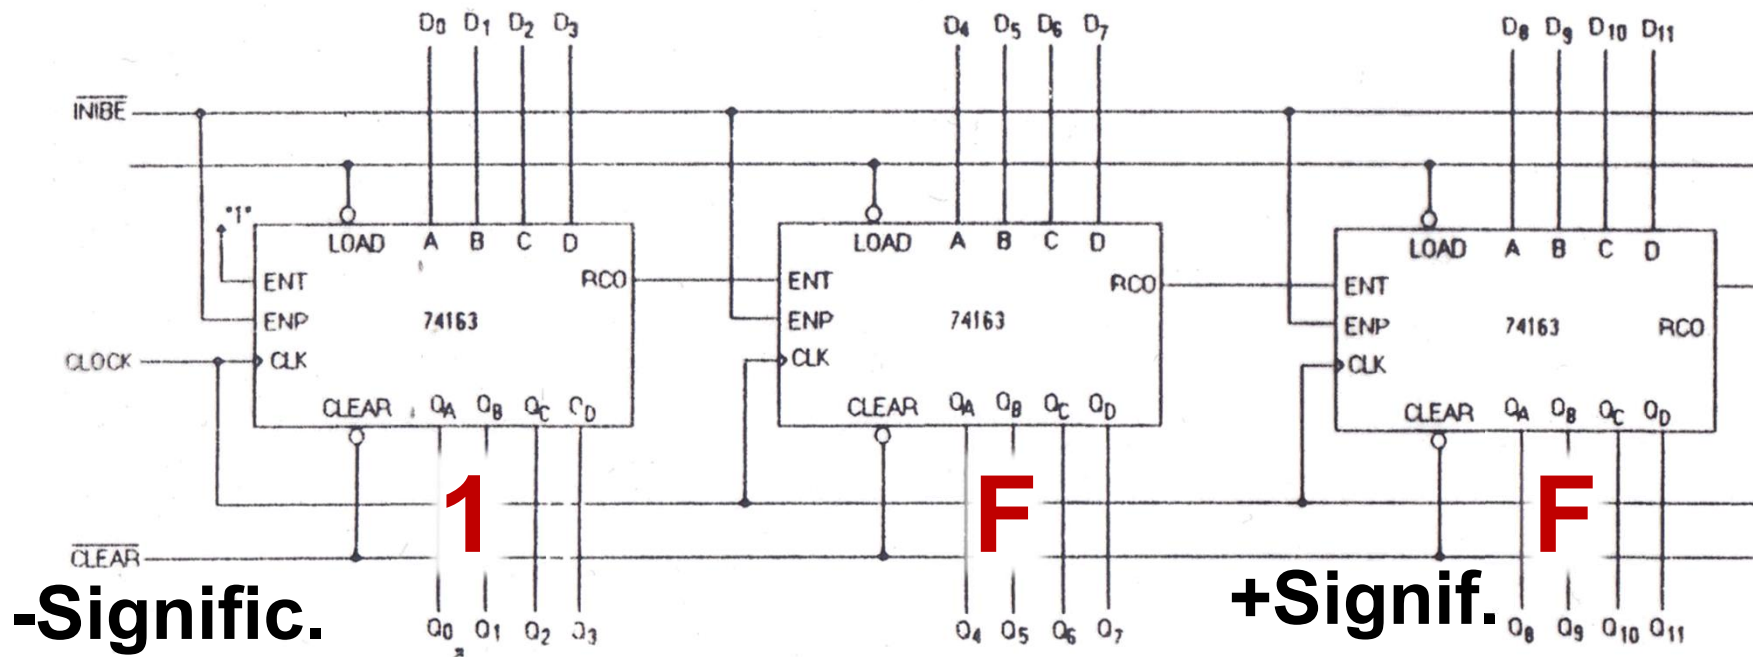 D0 D1 D2 D3 D4 D5 D6 D7 D8 D9 D10 D11
INIBE
"1"
LOAD A B C D LOAD A B C D LOAD A B C D
ENT RCO ENT RCO ENT
ENP 74163 ENP 74163 ENP 74163 RCO
CLOCK CLK CLK CLK
CLEAR QA QB QC QD CLEAR QA QB QC QD CLEAR QA QB QC QD
1 F F
CLEAR
-Signific. +Signif.
Q0 Q1 Q2 Q3 Q4 Q5 Q6 Q7 Q8 Q9 Q10 Q11